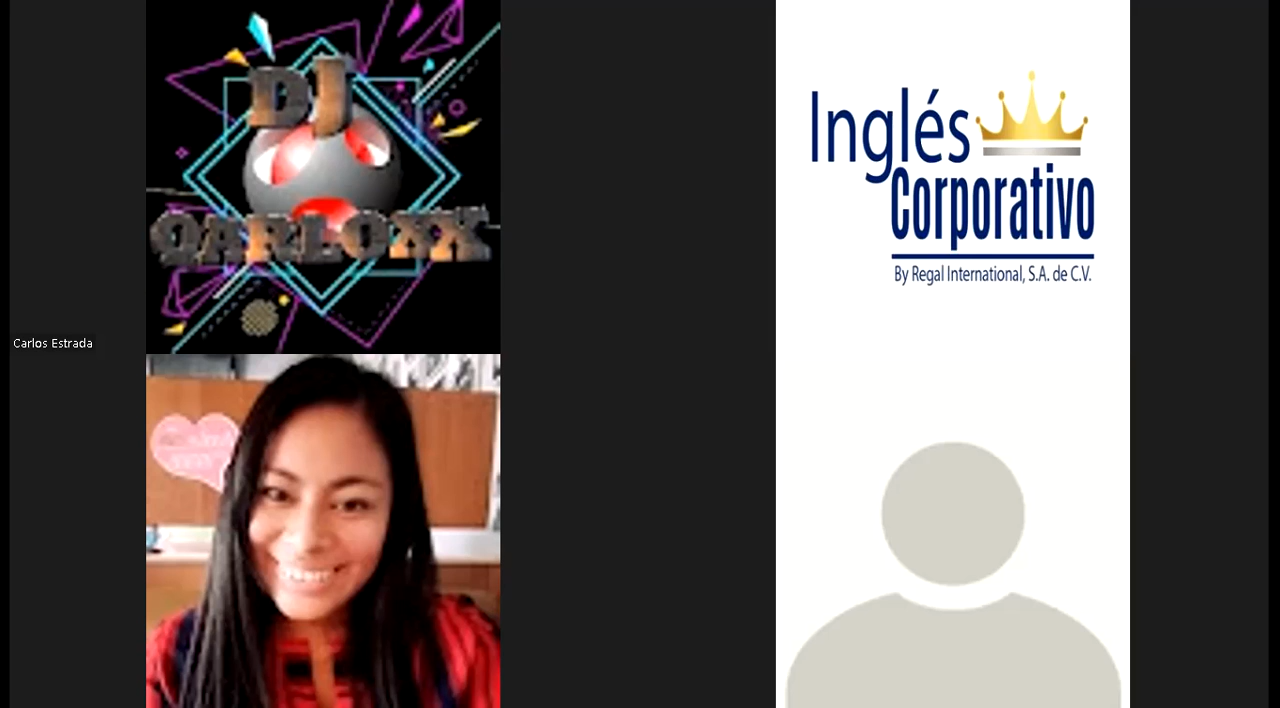 DJ
QARLOXX
Inglés
Corporativo
By Regal International, S.A. de C.V.
Carlos Estrada